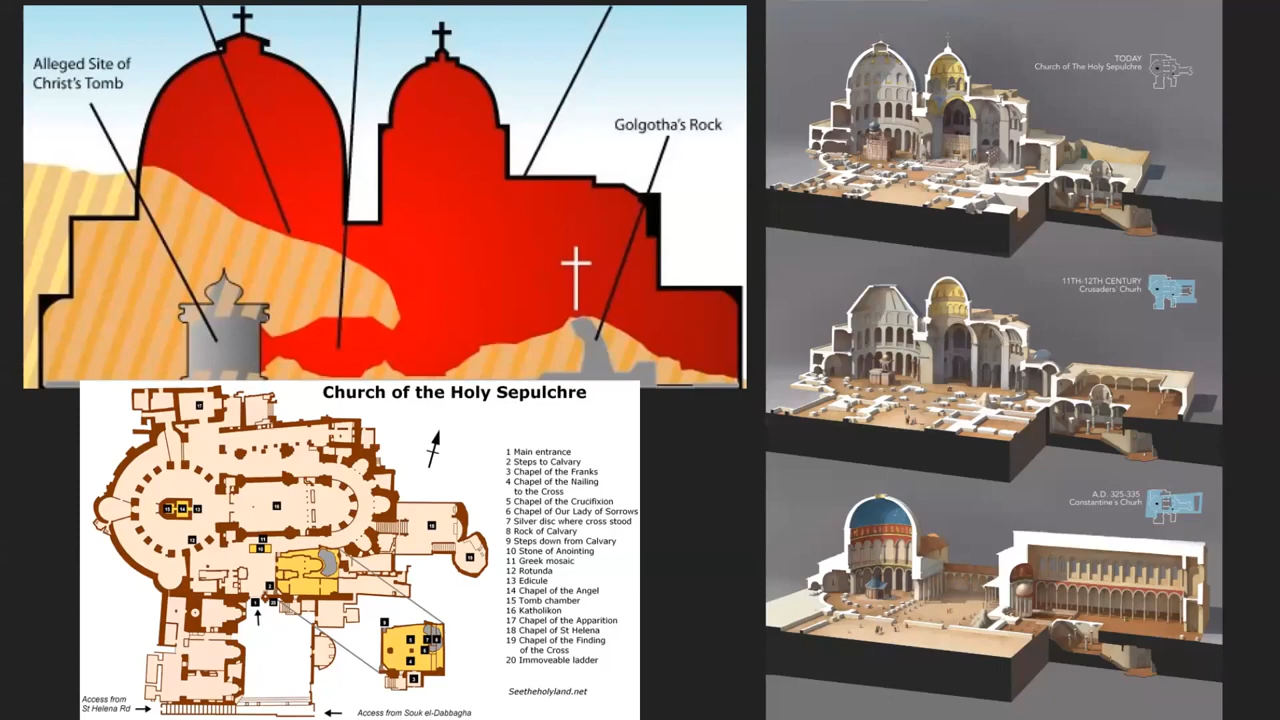 Alleged Site of
Christ's Tomb
Golgotha's Rock
Church of the Holy Sepulchre
1 Main entrance
2 Steps to Calvary
3 Chapel of the Franks
4 Chapel of the Nailing
to the Cross
5 Chapel of the Crucifixion
6 Chapel of Our Lady of Sorrows
7 Silver disc where cross stood
8 Rock of Calvary
9 Steps down from Calvary
10 Stone of Anointing
11 Greek mosaic
12 Rotunda
13 Edicule
14 Chapel of the Angel
15 Tomb chamber
16 Katholikon
17 Chapel of the Apparition
18 Chapel of St Helena
19 Chapel of the Finding
of the Cross
20 Immoveable ladder
Seetheholyland.net
Access from
St Helena Rd
Access from Souk el-Dabbagha
TODAY
Church of The Holy Sepulchre
11TH-12TH CENTURY
Crusaders' Churh
A.D. 325-335
Constantine's Churh